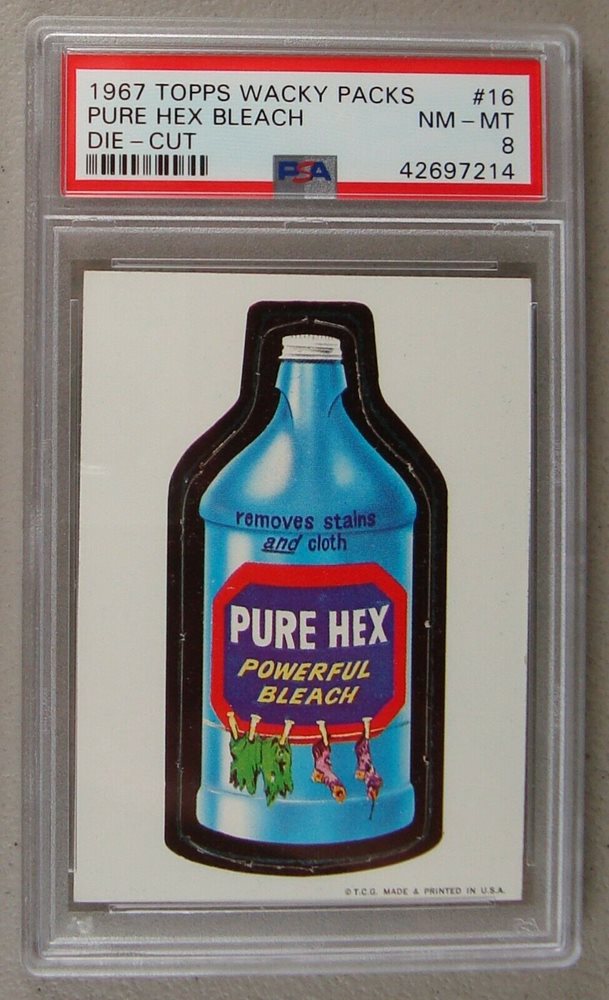 1967 TOPPS WACKY PACKS #16
PURE HEX BLEACH NM - MT
DIE - CUT 8
PSA 42697214
removes stains
and cloth
PURE HEX
POWERFUL
BLEACH
© T.C.G. MADE & PRINTED IN U.S.A.